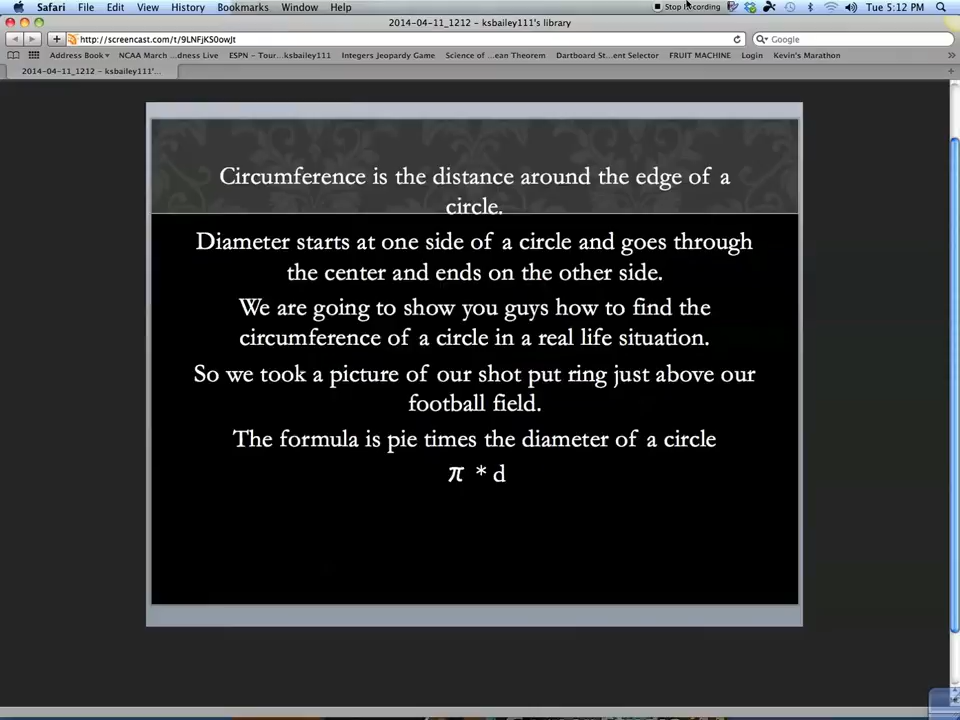 Safari File Edit View History Bookmarks Window Help Stop Recording Tue 5:12 PM
2014-04-11_1212 – ksbailey111's library
http://screencast.com/t/9LNFjKS0owJt Google
Address Book NCAA March ...dness Live ESPN – Tour...ksbailey111 Integers Jeopardy Game Science of ...ean Theorem Dartboard St...ent Selector FRUIT MACHINE Login Kevin's Marathon
2014-04-11_1212 – ksbailey111'...
Circumference is the distance around the edge of a
circle.
Diameter starts at one side of a circle and goes through
the center and ends on the other side.
We are going to show you guys how to find the
circumference of a circle in a real life situation.
So we took a picture of our shot put ring just above our
football field.
The formula is pie times the diameter of a circle
π * d